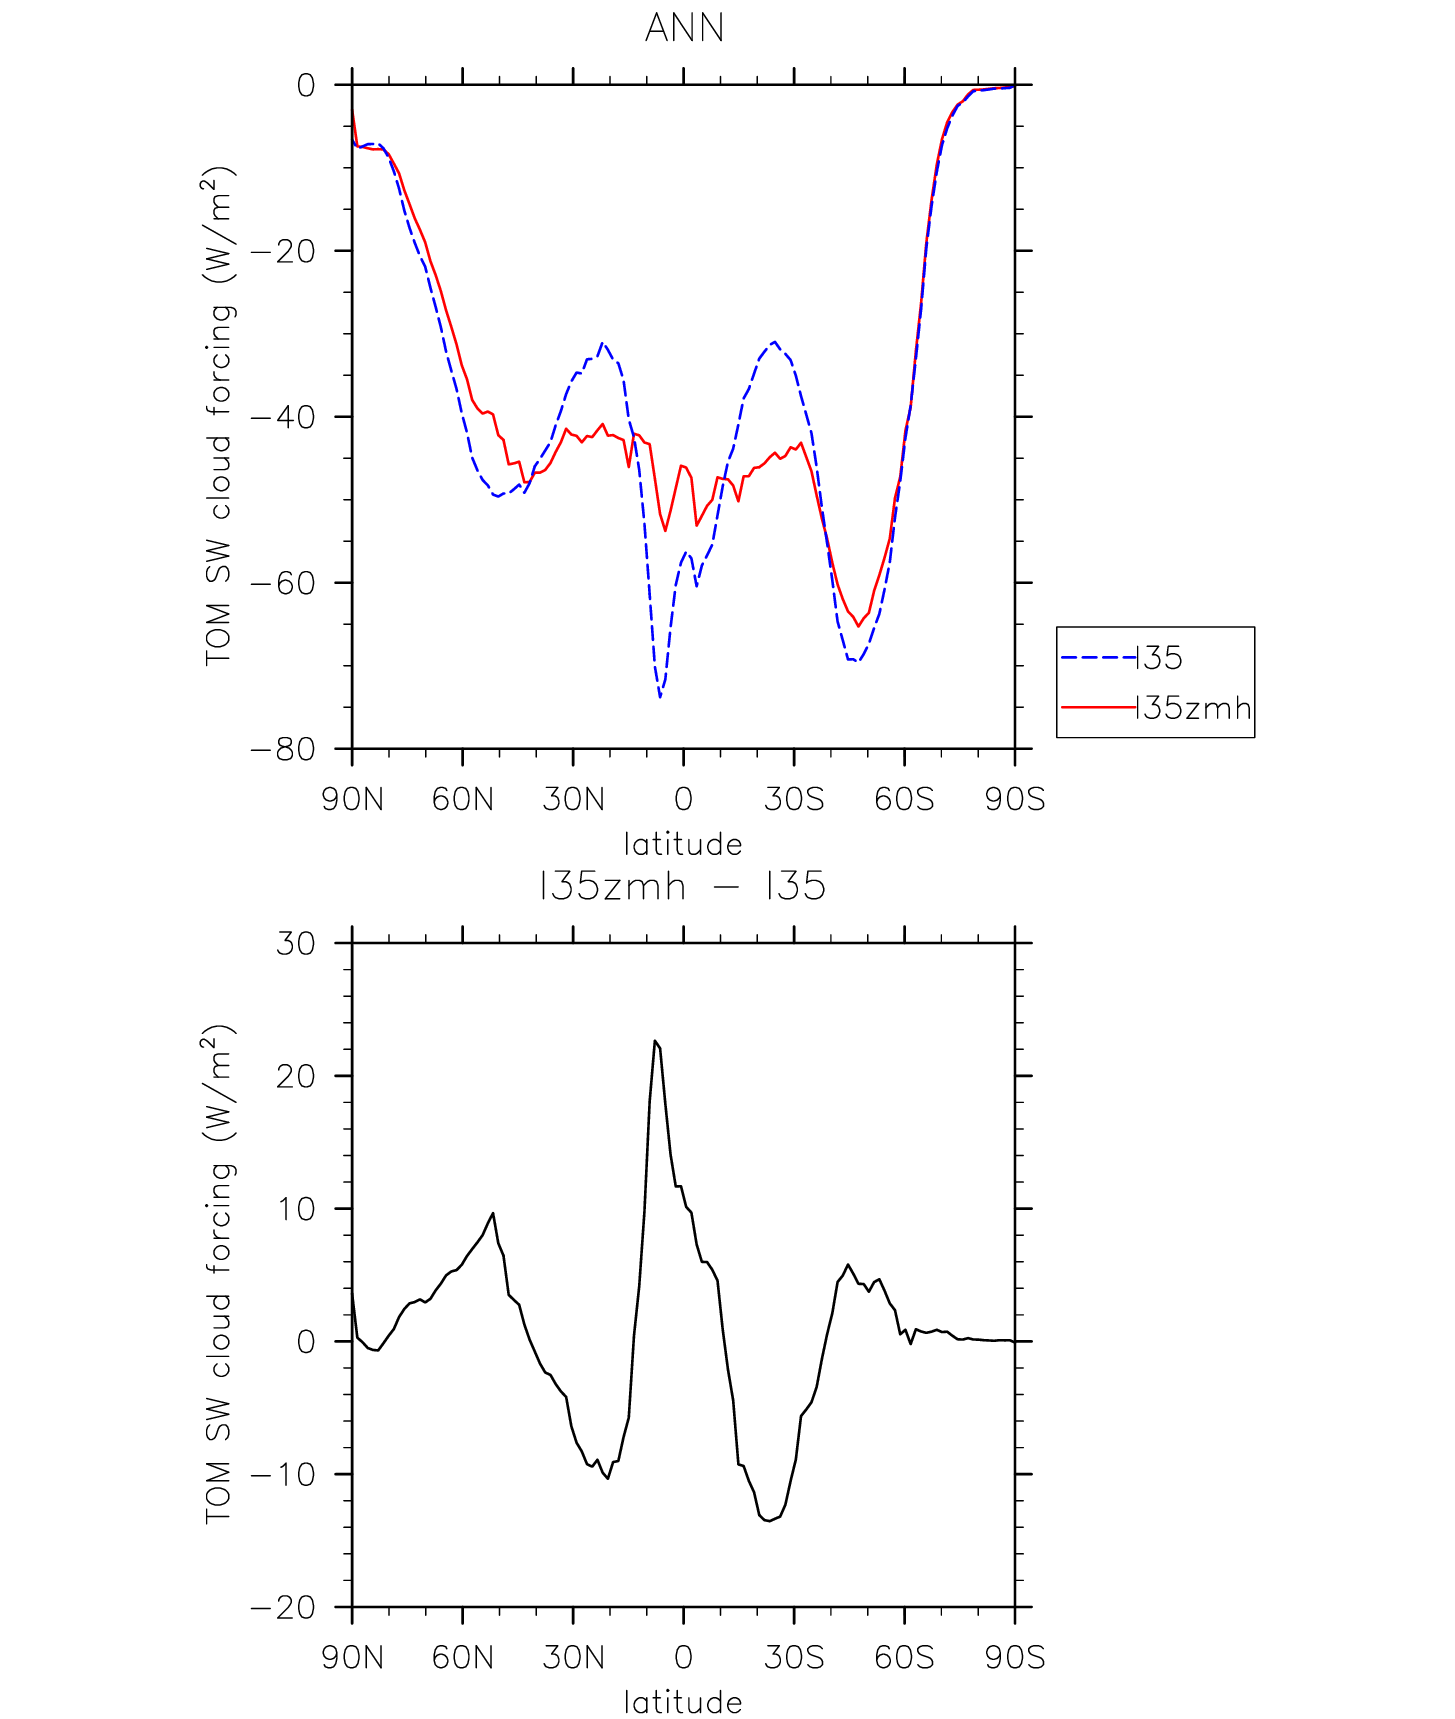 ANN
TOM SW cloud forcing (W/m²)
0
−20
−40
−60
−80
90N 60N 30N 0 30S 60S 90S
latitude
I35
I35zmh
I35zmh − I35
TOM SW cloud forcing (W/m²)
30
20
10
0
−10
−20
90N 60N 30N 0 30S 60S 90S
latitude